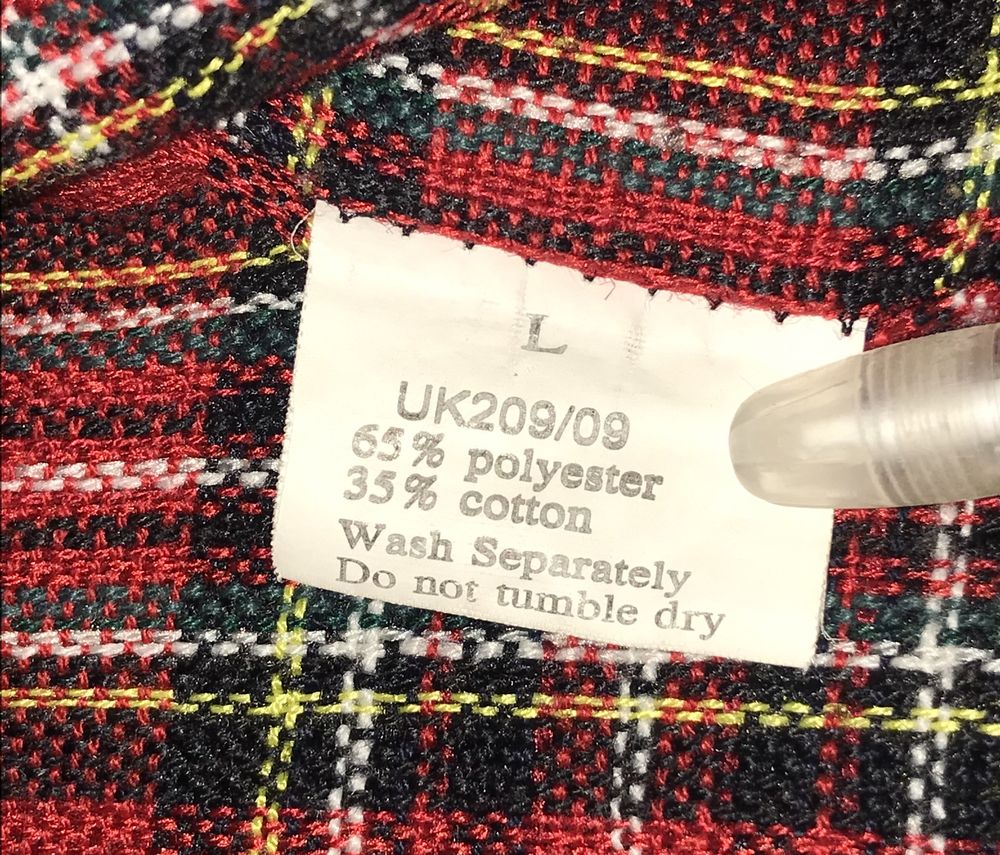 L
UK209/09
65% polyester
35% cotton
Wash Separately
Do not tumble dry